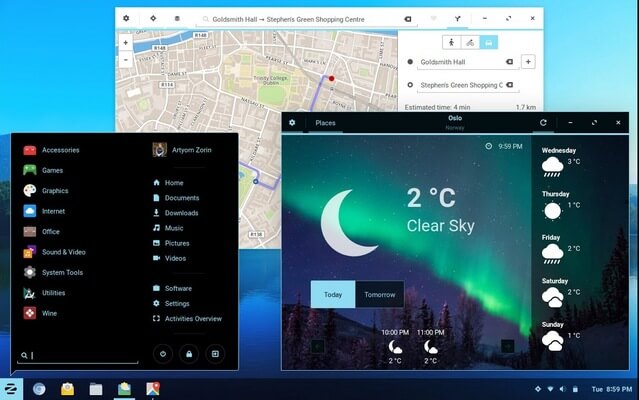 Goldsmith Hall → Stephen's Green Shopping Centre
R148
R148
Trinity College,
Dublin
R114
R138
Goldsmith Hall
Stephen's Green Shopping C
Estimated time: 4 min 1.7 km
Accessories
Games
Graphics
Internet
Office
Sound & Video
System Tools
Utilities
Wine
Artyom Zorin
Home
Documents
Downloads
Music
Pictures
Videos
Software
Settings
Activities Overview
Places
Oslo
Norway
9:59 PM
2 °C
Clear Sky
Today
Tomorrow
10:00 PM 11:00 PM
2 °C 2 °C
Wednesday
3 °C
Thursday
1 °C
Friday
2 °C
Saturday
2 °C
Sunday
1 °C
Tue 8:59 PM